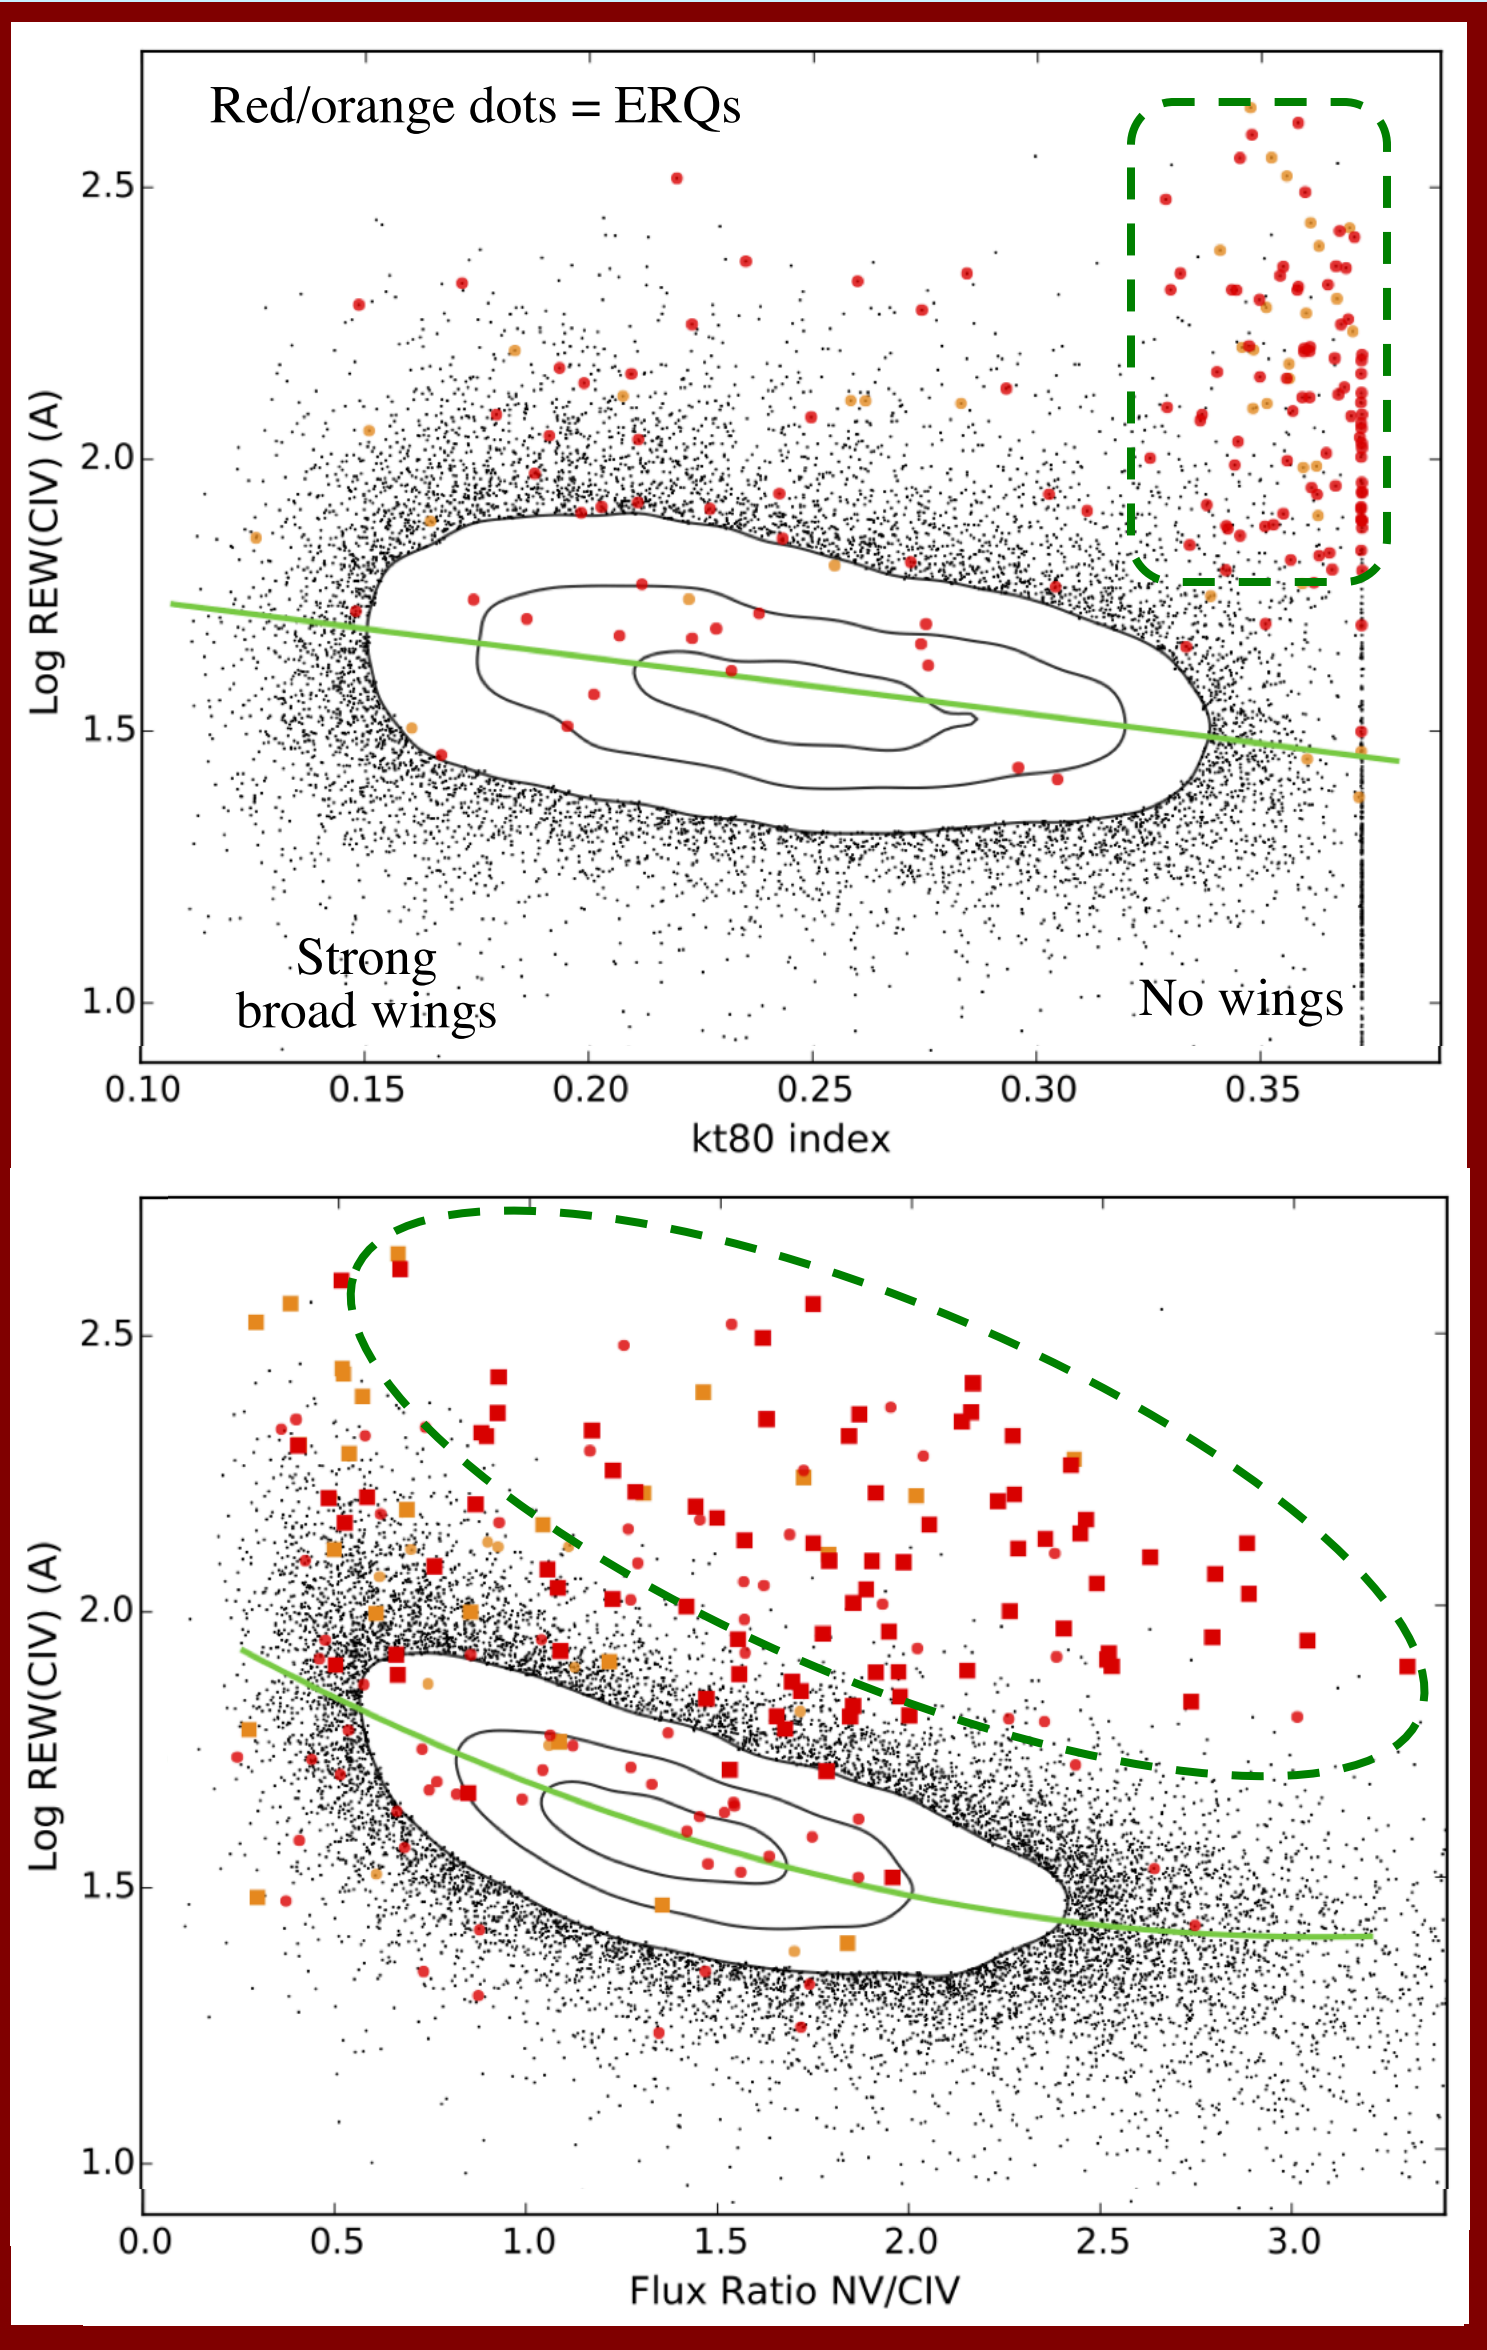 Red/orange dots = ERQs
2.5
2.0
1.5
1.0
Log REW(CIV) (A)
Strong
broad wings
No wings
0.10 0.15 0.20 0.25 0.30 0.35
kt80 index
2.5
2.0
1.5
1.0
Log REW(CIV) (A)
0.0 0.5 1.0 1.5 2.0 2.5 3.0
Flux Ratio NV/CIV